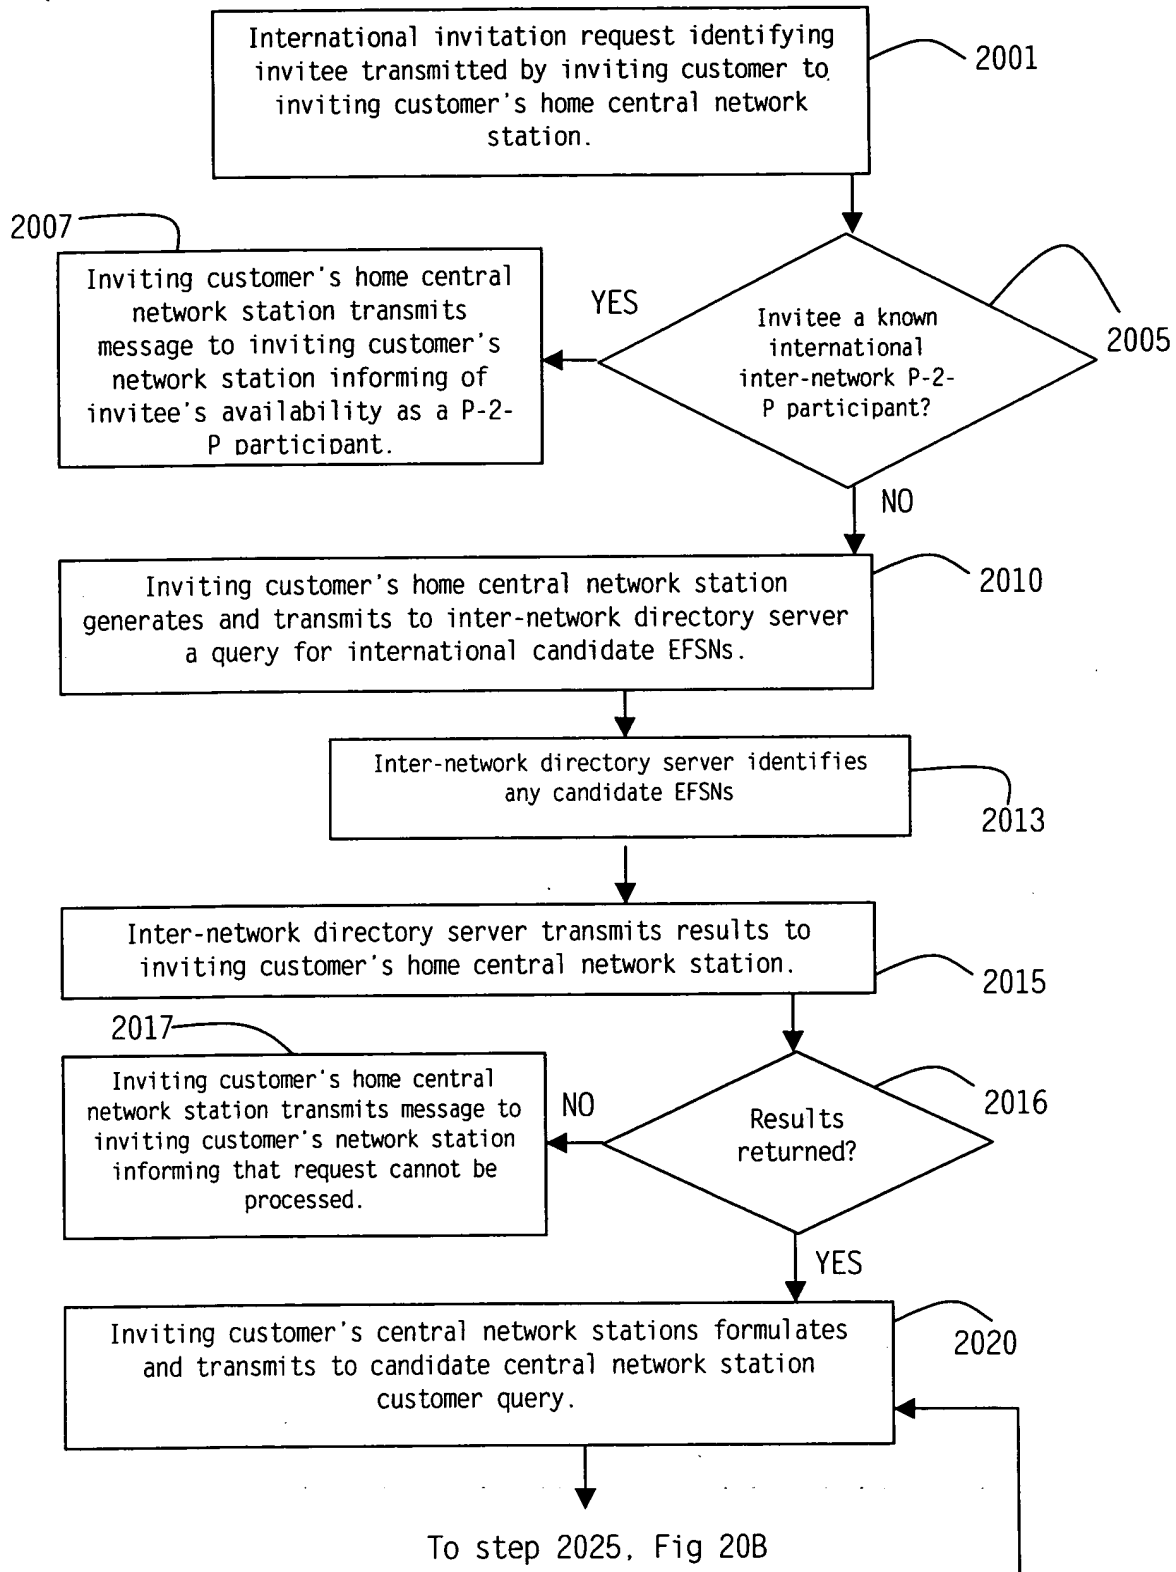 International invitation request identifying
invitee transmitted by inviting customer to
inviting customer's home central network
station.
2001
2007
Inviting customer's home central
network station transmits
message to inviting customer's
network station informing of
invitee's availability as a P-2-
P participant.
YES
Invitee a known
international
inter-network P-2-
P participant?
2005
NO
Inviting customer's home central network station
generates and transmits to inter-network directory server
a query for international candidate EFSNs.
2010
Inter-network directory server identifies
any candidate EFSNs
2013
Inter-network directory server transmits results to
inviting customer's home central network station.
2015
2017
Inviting customer's home central
network station transmits message to
inviting customer's network station
informing that request cannot be
processed.
NO
Results
returned?
2016
YES
Inviting customer's central network stations formulates
and transmits to candidate central network station
customer query.
2020
To step 2025, Fig 20B